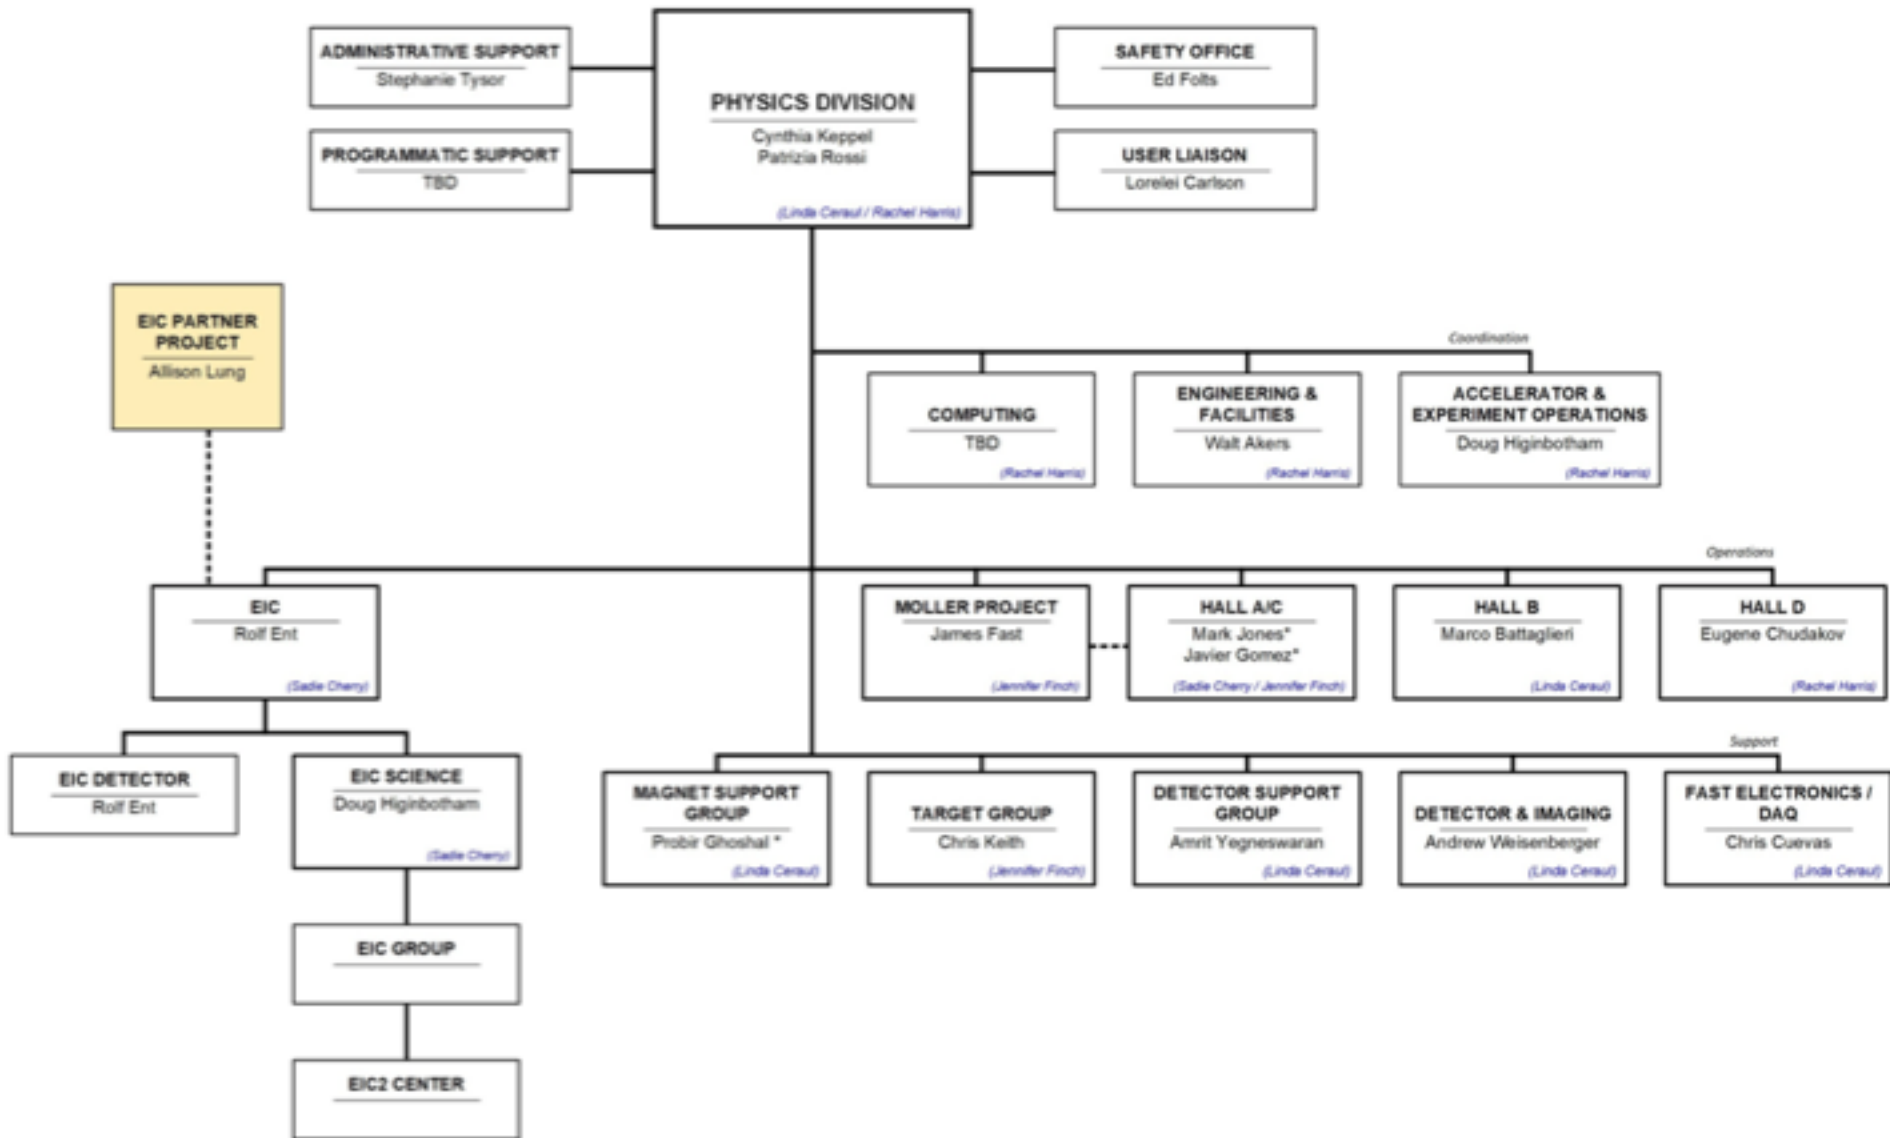 ADMINISTRATIVE SUPPORT
Stephanie Tysor
PROGRAMMATIC SUPPORT
TBD
PHYSICS DIVISION
Cynthia Keppel
Patrizia Rossi
(Linda Ceraul / Rachel Harris)
SAFETY OFFICE
Ed Folts
USER LIAISON
Lorelei Carlson
EIC PARTNER
PROJECT
Allison Lung
Coordination
COMPUTING
TBD
(Rachel Harris)
ENGINEERING &
FACILITIES
Walt Akers
(Rachel Harris)
ACCELERATOR &
EXPERIMENT OPERATIONS
Doug Higinbotham
(Rachel Harris)
Operations
EIC
Rolf Ent
(Sadie Cherry)
MOLLER PROJECT
James Fast
(Jennifer Finch)
HALL A/C
Mark Jones*
Javier Gomez*
(Sadie Cherry / Jennifer Finch)
HALL B
Marco Battaglieri
(Linda Ceraul)
HALL D
Eugene Chudakov
(Rachel Harris)
EIC DETECTOR
Rolf Ent
EIC SCIENCE
Doug Higinbotham
(Sadie Cherry)
Support
MAGNET SUPPORT
GROUP
Probir Ghoshal *
(Linda Ceraul)
TARGET GROUP
Chris Keith
(Jennifer Finch)
DETECTOR SUPPORT
GROUP
Amrit Yegneswaran
(Linda Ceraul)
DETECTOR & IMAGING
Andrew Weisenberger
(Linda Ceraul)
FAST ELECTRONICS /
DAQ
Chris Cuevas
(Linda Ceraul)
EIC GROUP
EIC2 CENTER